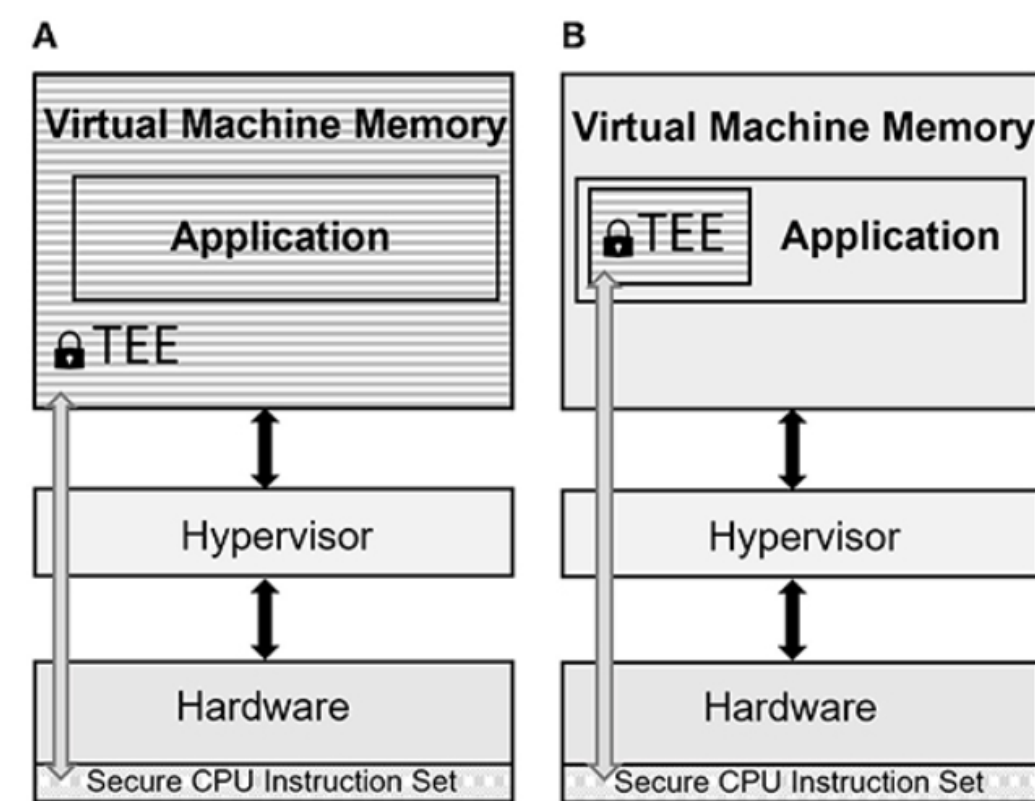 A
Virtual Machine Memory
Application
TEE
Hypervisor
Hardware
Secure CPU Instruction Set
B
Virtual Machine Memory
TEE
Application
Hypervisor
Hardware
Secure CPU Instruction Set